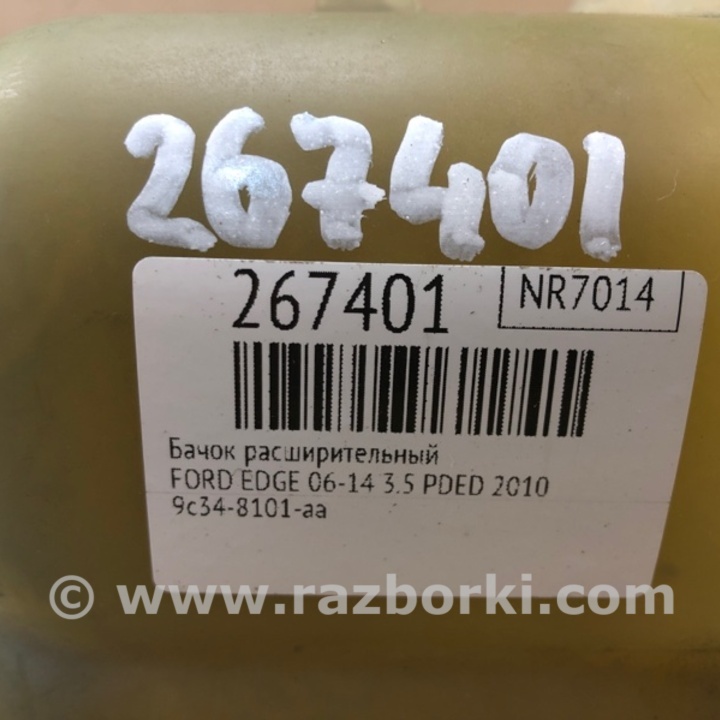 267401
267401
NR7014
Бачок расширительный
FORD EDGE 06-14 3.5 PDED 2010
9c34-8101-aa
© www.razborki.com